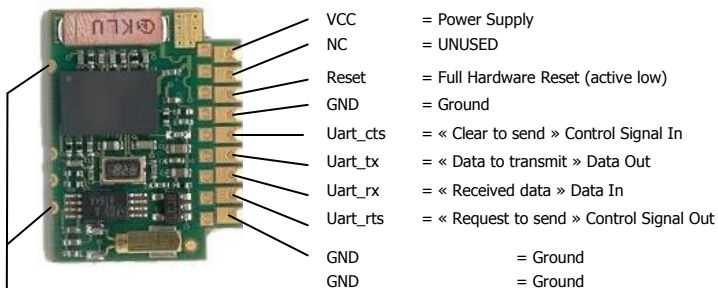 KLU
VCC = Power Supply
NC = UNUSED
Reset = Full Hardware Reset (active low)
GND = Ground
Uart_cts = « Clear to send » Control Signal In
Uart_tx = « Data to transmit » Data Out
Uart_rx = « Received data » Data In
Uart_rts = « Request to send » Control Signal Out
GND = Ground
GND = Ground